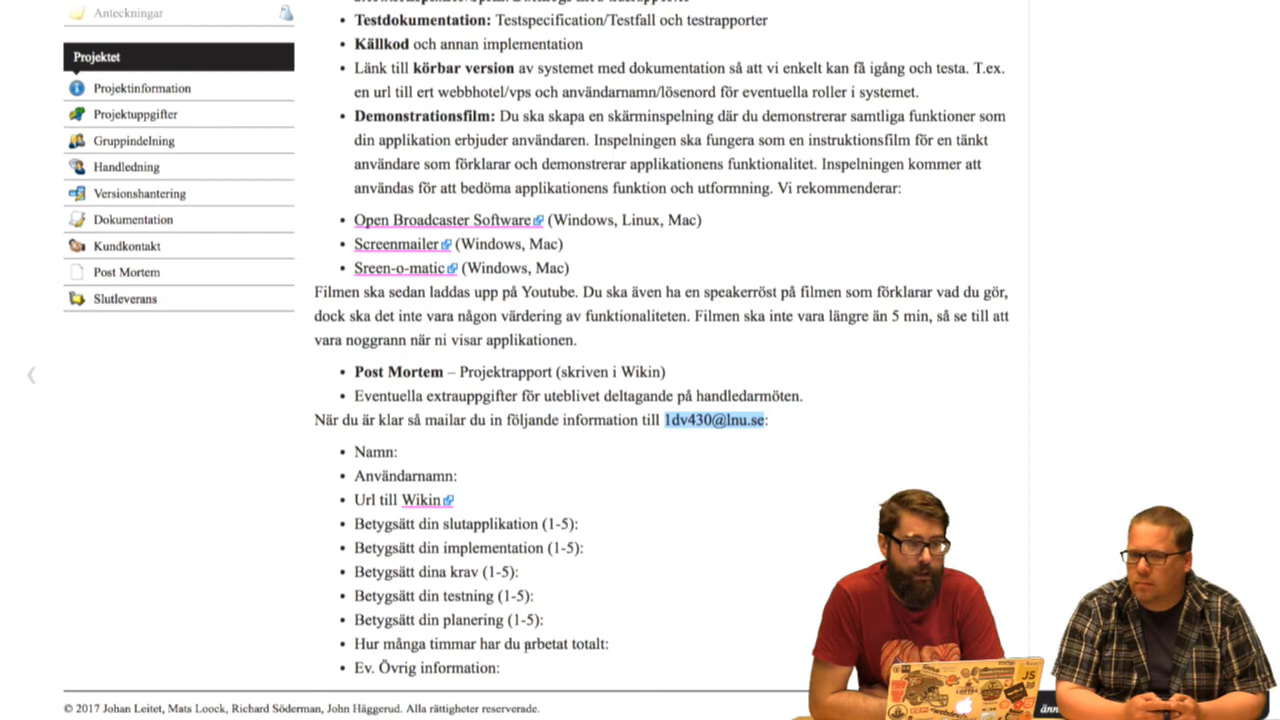 Anteckningar
Projektet
Projektinformation
Projektuppgifter
Gruppindelning
Handledning
Versionshantering
Dokumentation
Kundkontakt
Post Mortem
Slutleverans
• Testdokumentation: Testspecification/Testfall och testrapporter
• Källkod och annan implementation
• Länk till körbar version av systemet med dokumentation så att vi enkelt kan få igång och testa. T.ex.
en url till ert webbhotel/vps och användarnamn/lösenord för eventuella roller i systemet.
• Demonstrationsfilm: Du ska skapa en skärminspelning där du demonstrerar samtliga funktioner som
din applikation erbjuder användaren. Inspelningen ska fungera som en instruktionsfilm för en tänkt
användare som förklarar och demonstrerar applikationens funktionalitet. Inspelningen kommer att
användas för att bedöma applikationens funktion och utformning. Vi rekommenderar:
• Open Broadcaster Software (Windows, Linux, Mac)
• Screenmailer (Windows, Mac)
• Sreen-o-matic (Windows, Mac)
Filmen ska sedan laddas upp på Youtube. Du ska även ha en speakerröst på filmen som förklarar vad du gör,
dock ska det inte vara någon värdering av funktionaliteten. Filmen ska inte vara längre än 5 min, så se till att
vara noggrann när ni visar applikationen.
• Post Mortem – Projektrapport (skriven i Wikin)
• Eventuella extrauppgifter för uteblivet deltagande på handledarmöten.
När du är klar så mailar du in följande information till 1dv430@lnu.se:
• Namn:
• Användarnamn:
• Url till Wikin
• Betygsätt din slutapplikation (1-5):
• Betygsätt din implementation (1-5):
• Betygsätt dina krav (1-5):
• Betygsätt din testning (1-5):
• Betygsätt din planering (1-5):
• Hur många timmar har du arbetat totalt:
• Ev. Övrig information:
© 2017 Johan Leitet, Mats Loock, Richard Söderman, John Häggerud. Alla rättigheter reserverade.
JS